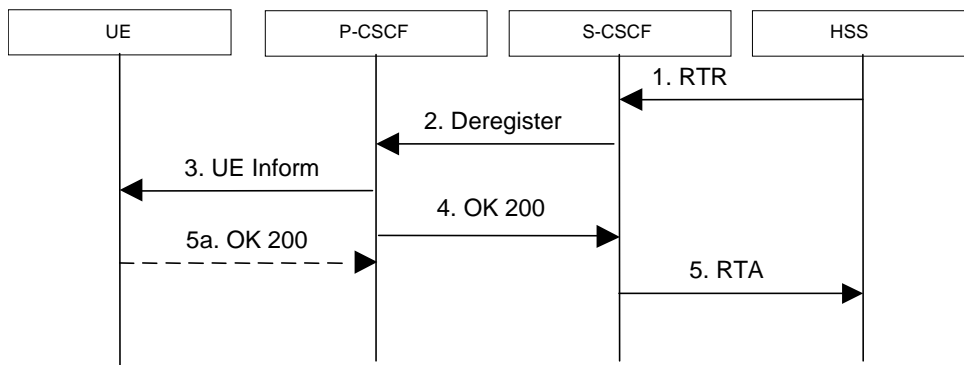 UE
P-CSCF
S-CSCF
HSS
1. RTR
2. Deregister
3. UE Inform
4. OK 200
5a. OK 200
5. RTA